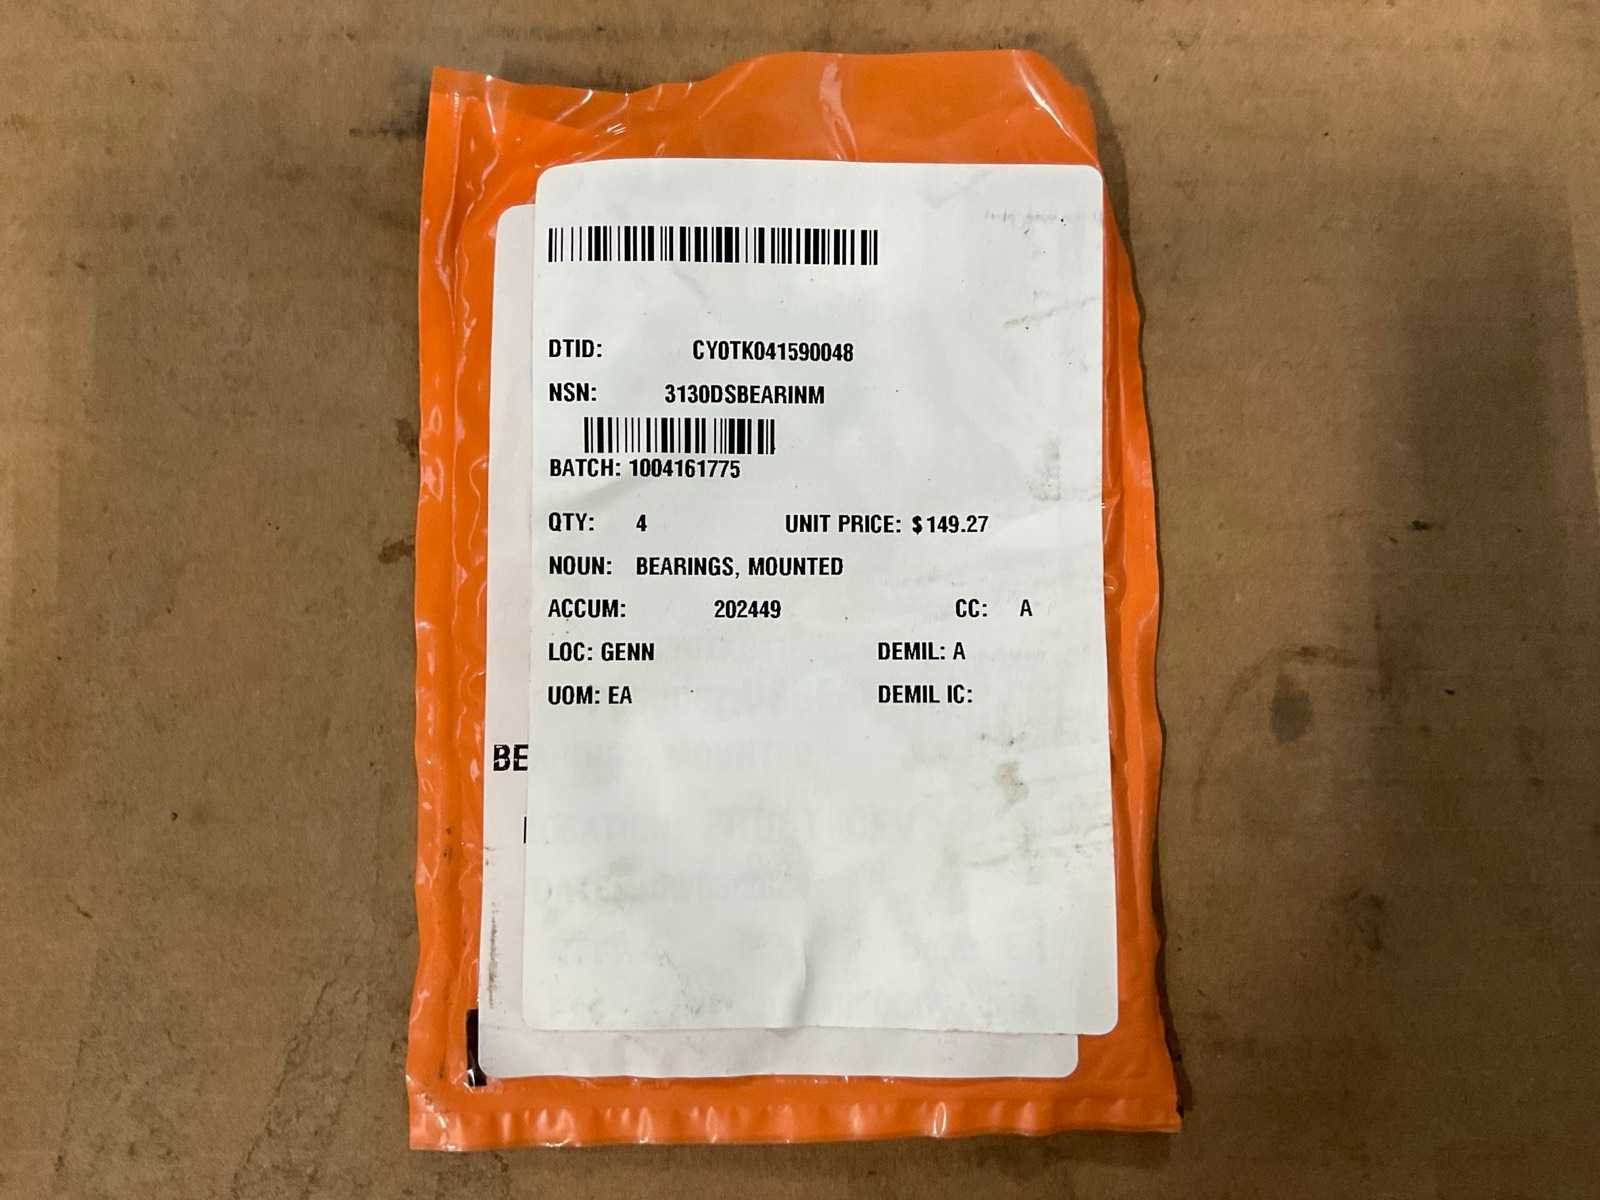 DTID: CY0TK041590048
NSN: 3130DSBEARINM
BATCH: 1004161775
QTY: 4 UNIT PRICE: $149.27
NOUN: BEARINGS, MOUNTED
ACCUM: 202449 CC: A
LOC: GENN DEMIL: A
UOM: EA DEMIL IC:
BE